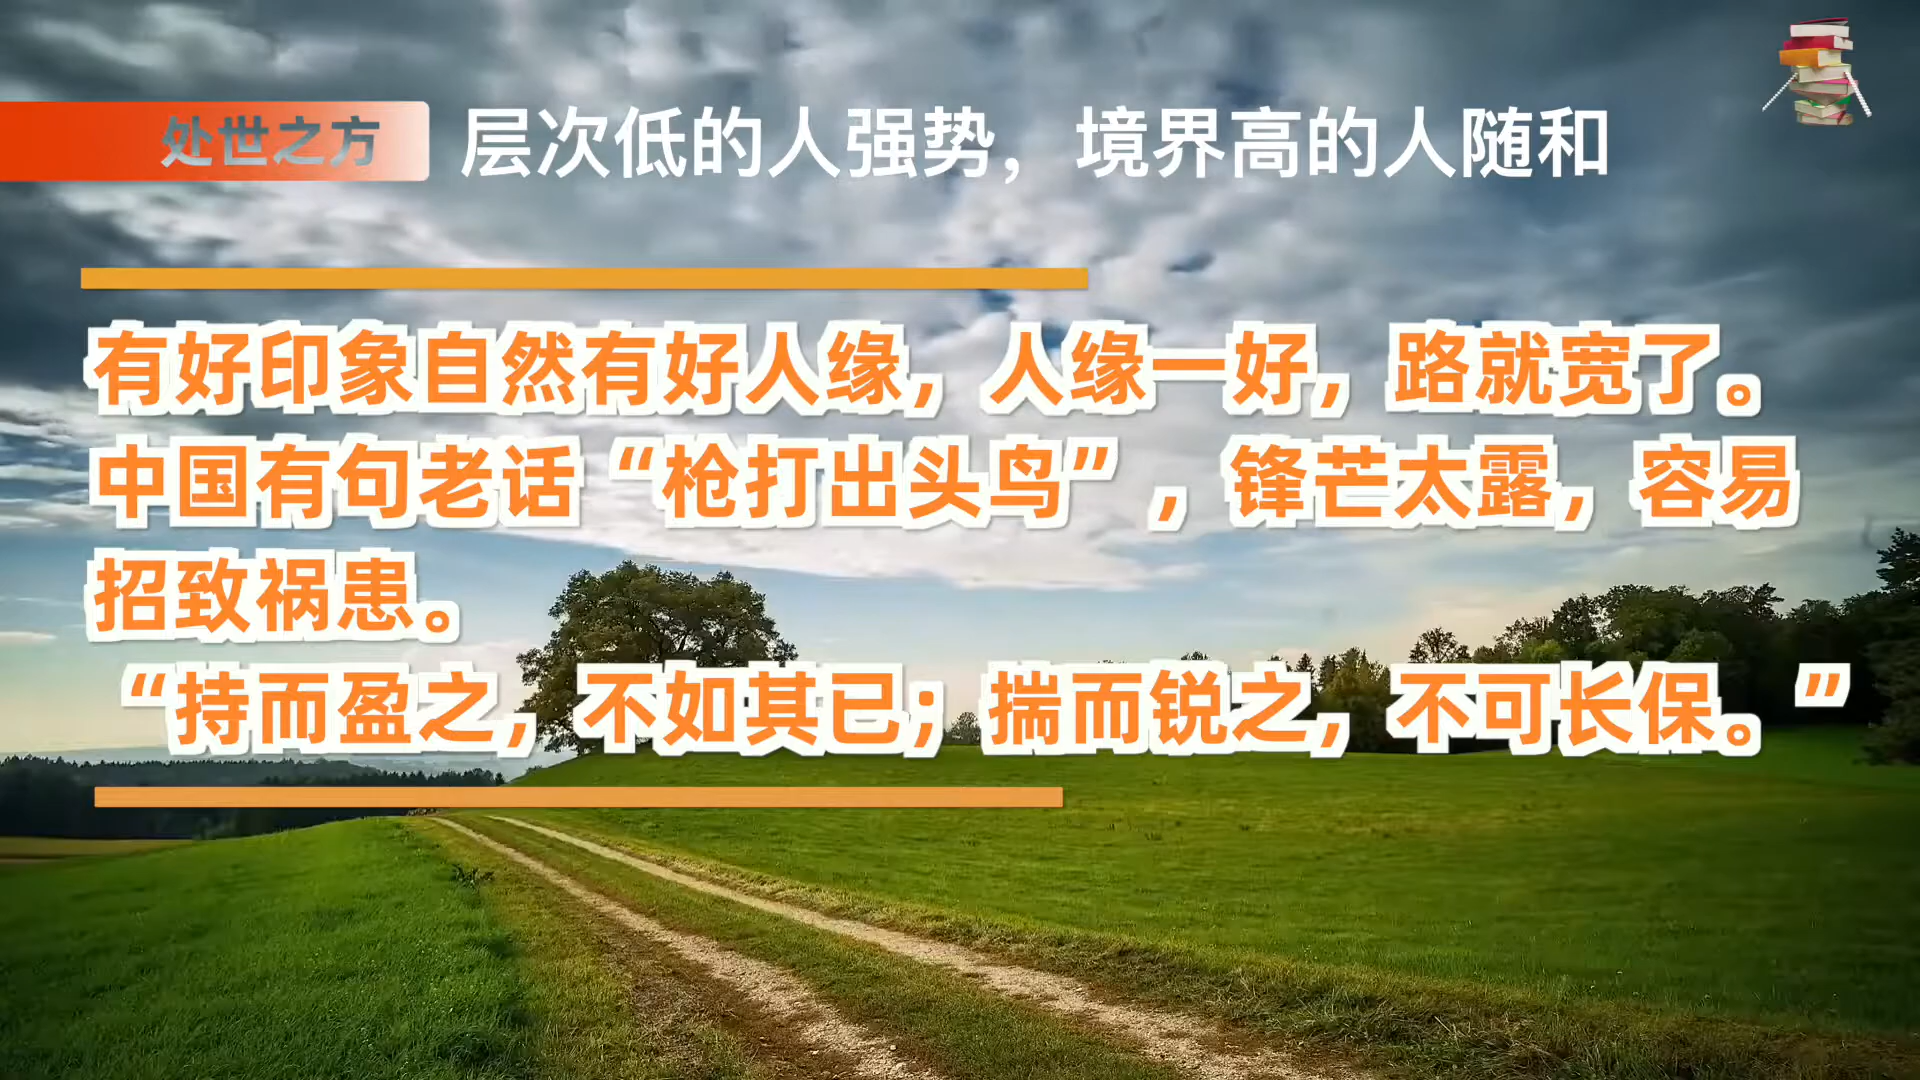 处世之方
层次低的人强势，境界高的人随和
有好印象自然有好人缘，人缘一好，路就宽了。
中国有句老话“枪打出头鸟”，锋芒太露，容易
招致祸患。
“持而盈之，不如其已；揣而锐之，不可长保。”